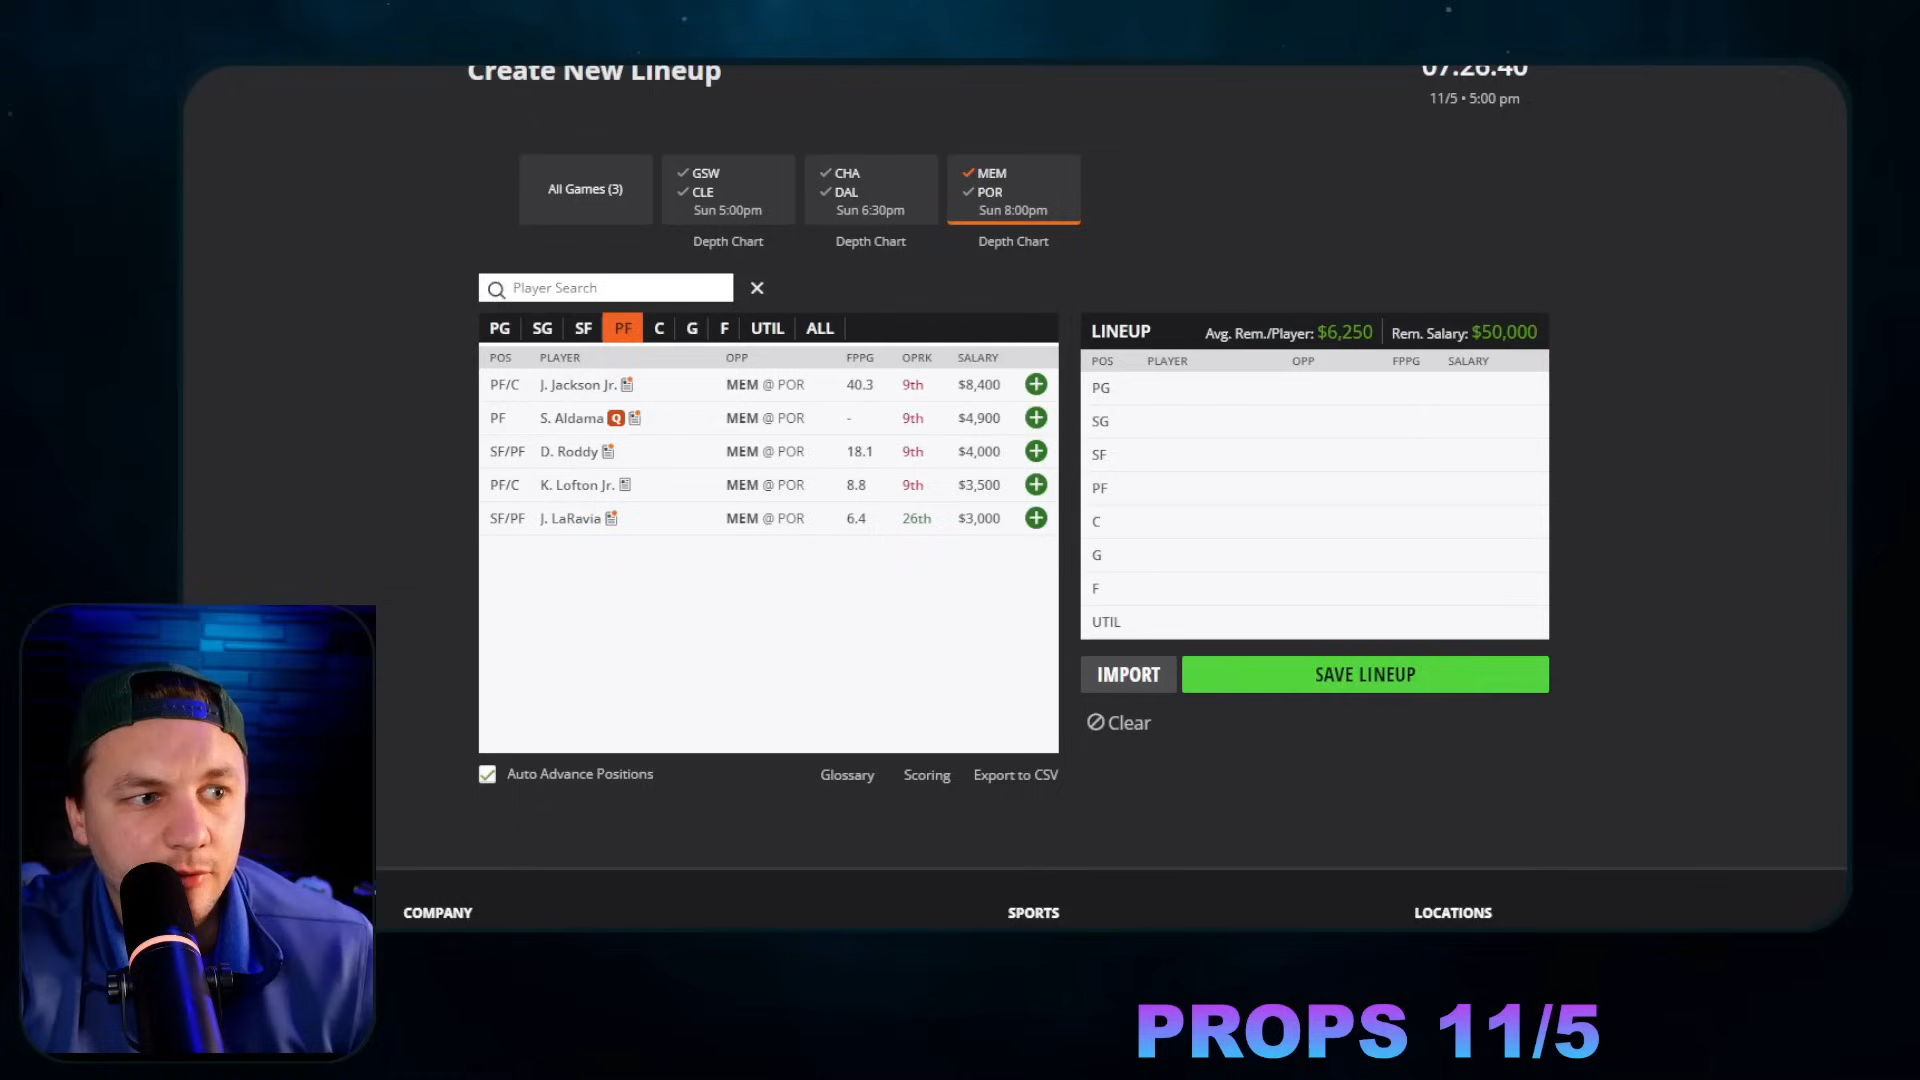 Create New Lineup
07:26:40
11/5 • 5:00 pm
All Games (3)
GSW
CLE
Sun 5:00pm
CHA
DAL
Sun 6:30pm
MEM
POR
Sun 8:00pm
Depth Chart
Depth Chart
Depth Chart
Player Search
PG SG SF PF C G F UTIL ALL
POS PLAYER OPP FPPG OPRK SALARY
PF/C J. Jackson Jr. MEM @ POR 40.3 9th $8,400
PF S. Aldama Q MEM @ POR - 9th $4,900
SF/PF D. Roddy MEM @ POR 18.1 9th $4,000
PF/C K. Lofton Jr. MEM @ POR 8.8 9th $3,500
SF/PF J. LaRavia MEM @ POR 6.4 26th $3,000
Auto Advance Positions
Glossary Scoring Export to CSV
LINEUP Avg. Rem./Player: $6,250 Rem. Salary: $50,000
POS PLAYER OPP FPPG SALARY
PG
SG
SF
PF
C
G
F
UTIL
IMPORT SAVE LINEUP
Clear
COMPANY SPORTS LOCATIONS
PROPS 11/5